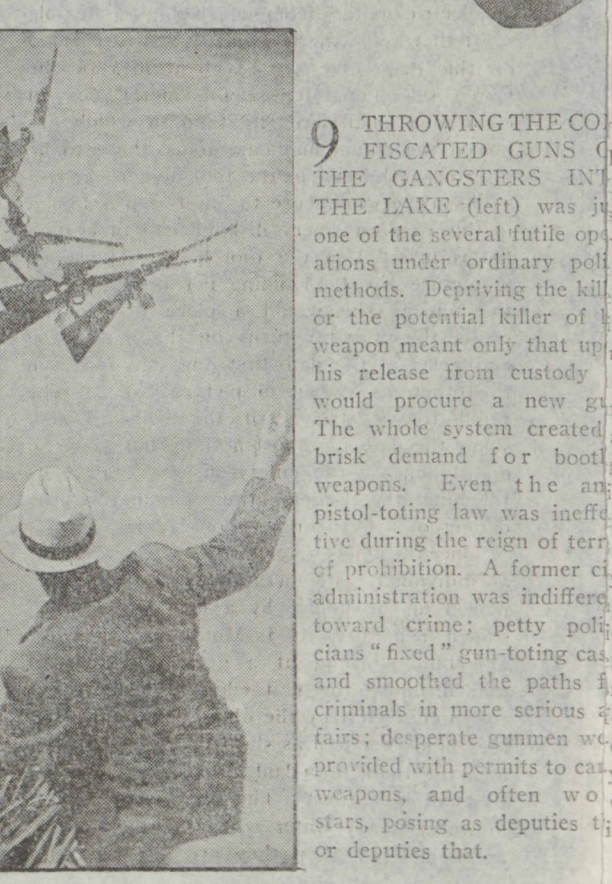 9 THROWING THE CO
FISCATED GUNS
THE GANGSTERS INT
THE LAKE (left) was ju
one of the several futile ope
ations under ordinary poli
methods. Depriving the kill
or the potential killer of
weapon meant only that up
his release from custody
would procure a new gu
The whole system created
brisk demand for bootl
weapons. Even the an
pistol-toting law was ineffe
tive during the reign of terr
of prohibition. A former ci
administration was indiffere
toward crime; petty poli
cians "fixed" gun-toting cas
and smoothed the paths f
criminals in more serious a
fairs; desperate gunmen we
provided with permits to car
weapons, and often wo
stars, posing as deputies t
or deputies that.